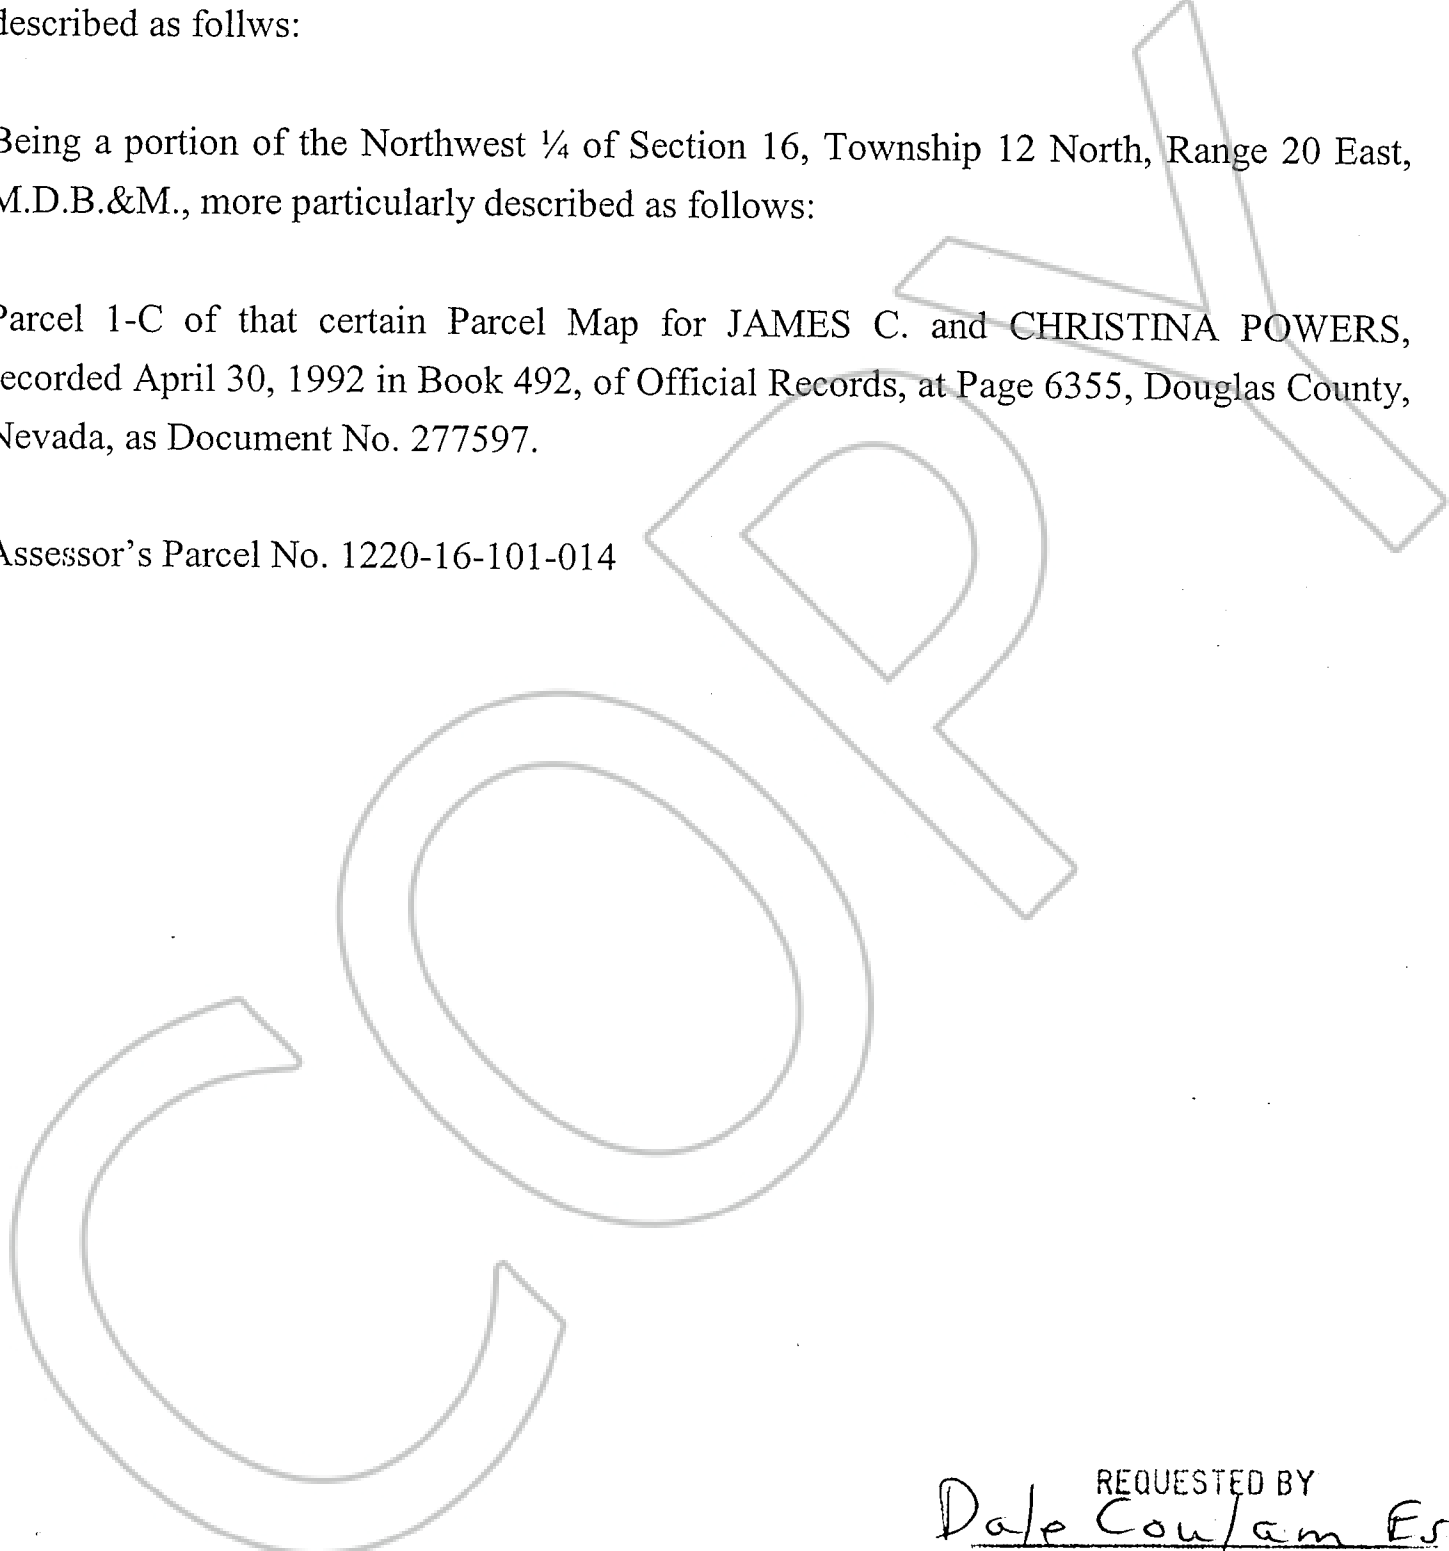 described as follws:
Being a portion of the Northwest ¼ of Section 16, Township 12 North, Range 20 East,
M.D.B.&M., more particularly described as follows:
Parcel 1-C of that certain Parcel Map for JAMES C. and CHRISTINA POWERS,
recorded April 30, 1992 in Book 492, of Official Records, at Page 6355, Douglas County,
Nevada, as Document No. 277597.
Assessor's Parcel No. 1220-16-101-014
COPY
REQUESTED BY
Dale Coulam Es